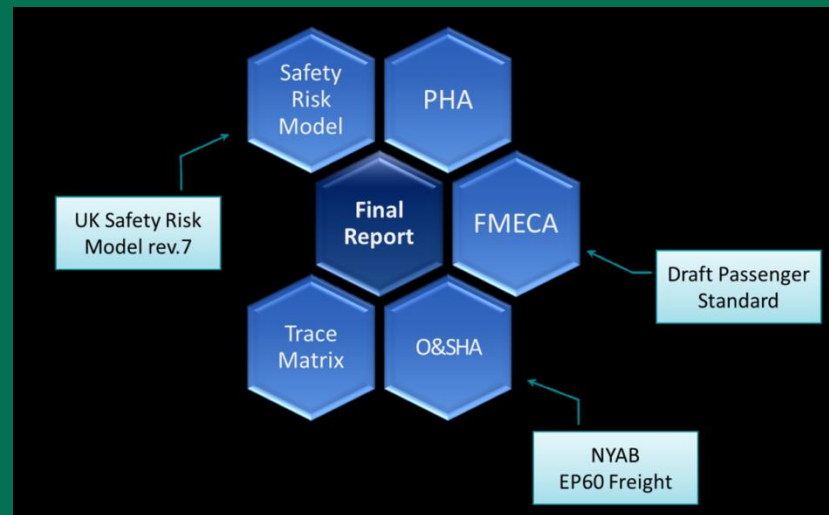 Safety
Risk
Model
PHA
UK Safety Risk
Model rev.7
Final
Report
FMECA
Draft Passenger
Standard
Trace
Matrix
O&SHA
NYAB
EP60 Freight